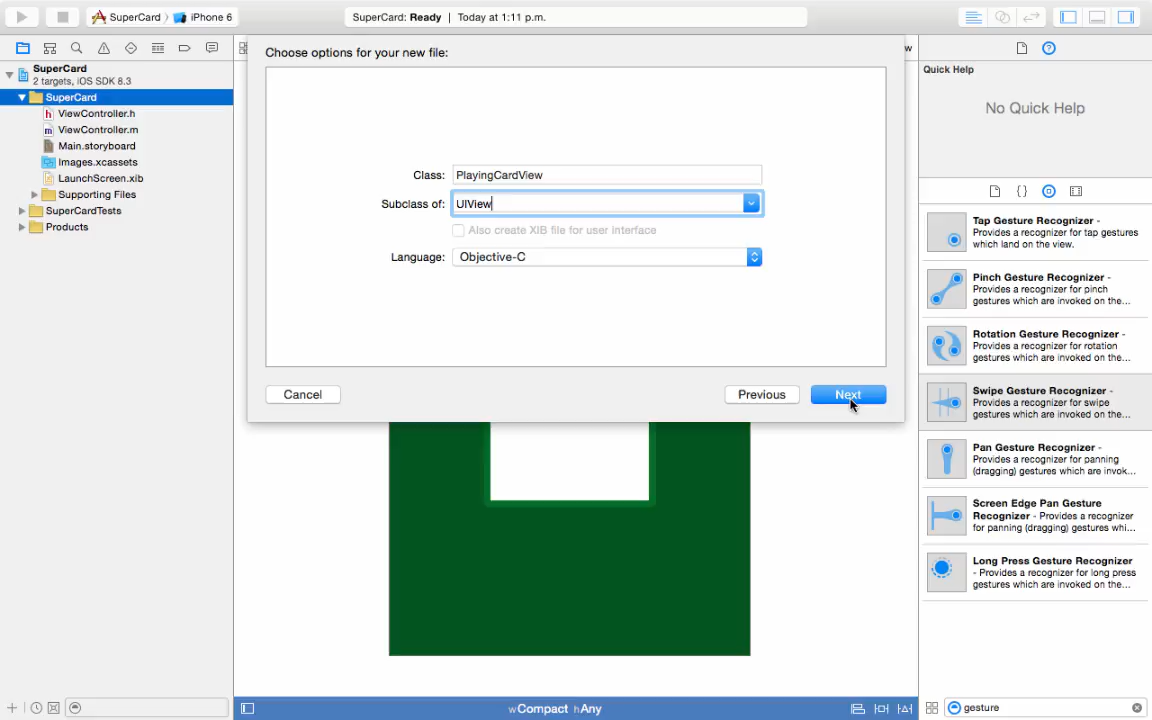 SuperCard
iPhone 6
SuperCard: Ready | Today at 1:11 p.m.
SuperCard
2 targets, iOS SDK 8.3
SuperCard
ViewController.h
ViewController.m
Main.storyboard
Images.xcassets
LaunchScreen.xib
Supporting Files
SuperCardTests
Products
Choose options for your new file:
Class: PlayingCardView
Subclass of: UIView
Also create XIB file for user interface
Language: Objective-C
Cancel
Previous
Next
wCompact hAny
Quick Help
No Quick Help
Tap Gesture Recognizer -
Provides a recognizer for tap gestures
which land on the view.
Pinch Gesture Recognizer -
Provides a recognizer for pinch
gestures which are invoked on the...
Rotation Gesture Recognizer -
Provides a recognizer for rotation
gestures which are invoked on the...
Swipe Gesture Recognizer -
Provides a recognizer for swipe
gestures which are invoked on the...
Pan Gesture Recognizer -
Provides a recognizer for panning
(dragging) gestures which are invok...
Screen Edge Pan Gesture
Recognizer - Provides a recognizer
for panning (dragging) gestures whi...
Long Press Gesture Recognizer
- Provides a recognizer for long press
gestures which are invoked on the...
gesture